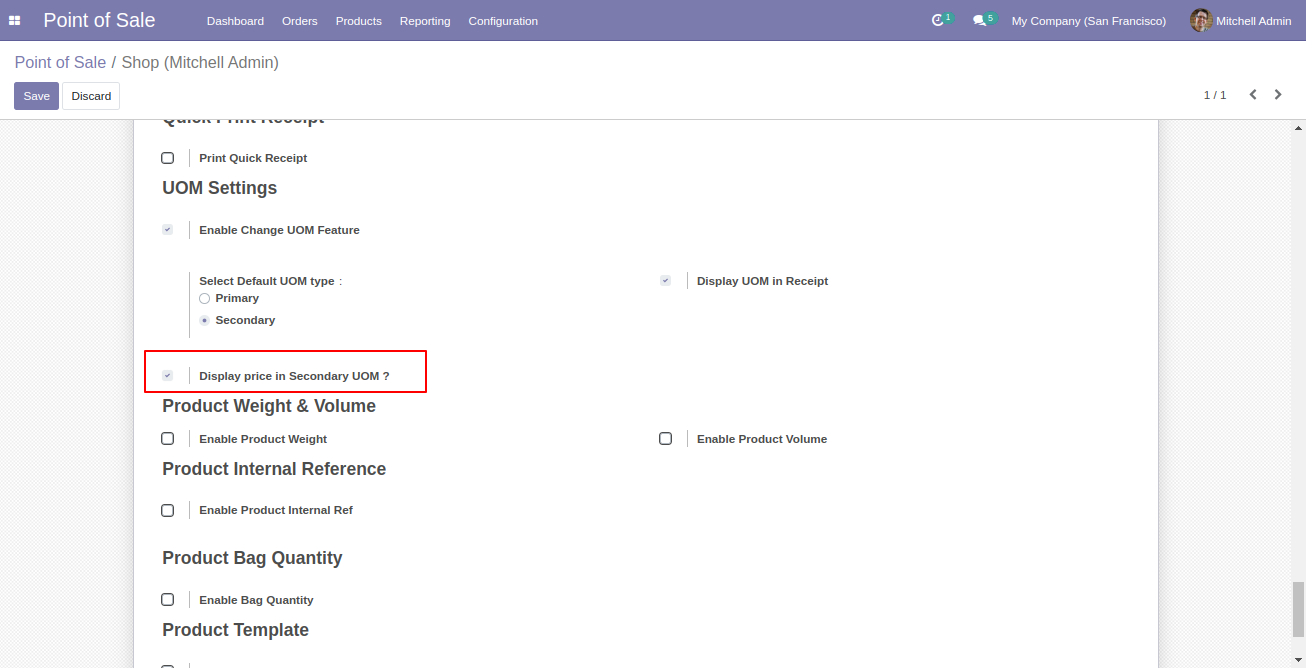 Point of Sale Dashboard Orders Products Reporting Configuration 1 5 My Company (San Francisco) Mitchell Admin
Point of Sale / Shop (Mitchell Admin)
Save Discard 1 / 1
Quick Print Receipt
Print Quick Receipt
UOM Settings
Enable Change UOM Feature
Select Default UOM type : Display UOM in Receipt
Primary
Secondary
Display price in Secondary UOM ?
Product Weight & Volume
Enable Product Weight Enable Product Volume
Product Internal Reference
Enable Product Internal Ref
Product Bag Quantity
Enable Bag Quantity
Product Template